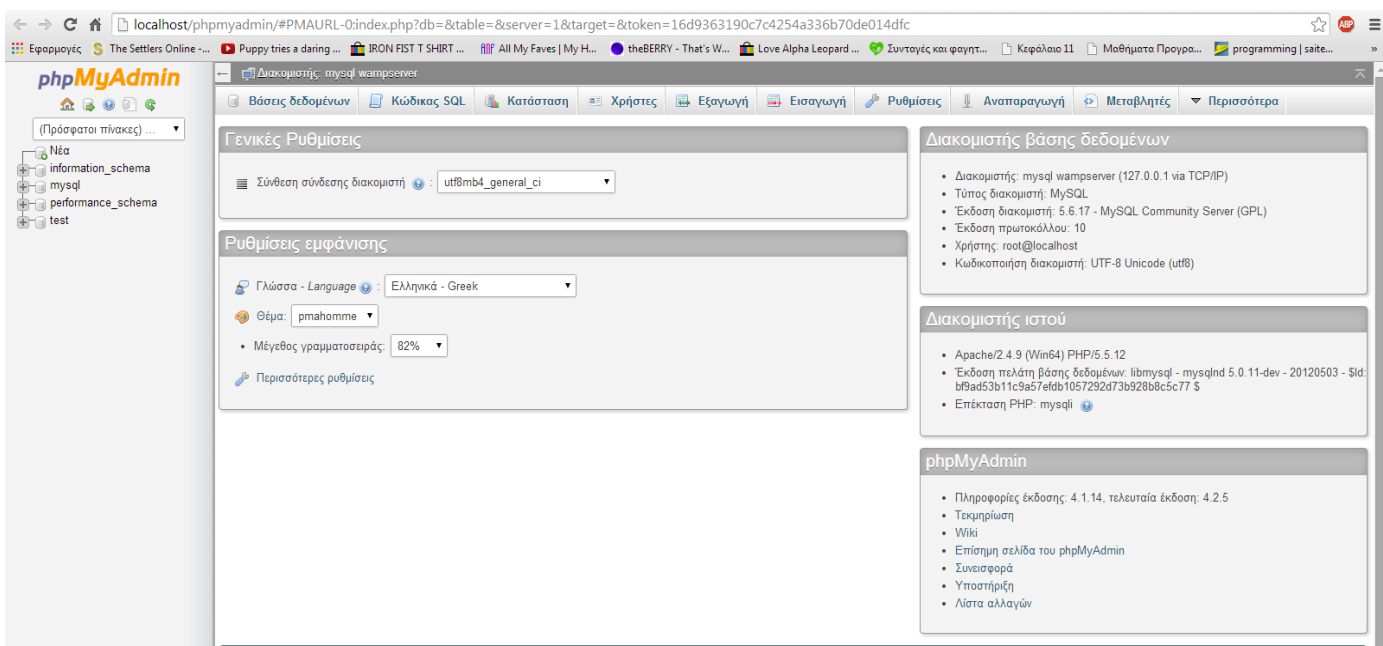 localhost/phpmyadmin/#PMAURL-0:index.php?db=&table=&server=1&target=&token=16d9363190c7c4254a336b70de014dfc
ABP
Εφαρμογές The Settlers Online -... Puppy tries a daring ... IRON FIST T SHIRT ... All My Faves | My H... theBERRY - That's W... Love Alpha Leopard ... Συνταγές και φαγητ... Κεφάλαιο 11 Μαθήματα Προγρα... programming | saite... »
phpMyAdmin
(Πρόσφατοι πίνακες) ...
Νέα
information_schema
mysql
performance_schema
test
Διακομιστής: mysql wampserver
Βάσεις δεδομένων Κώδικας SQL Κατάσταση Χρήστες Εξαγωγή Εισαγωγή Ρυθμίσεις Αναπαραγωγή Μεταβλητές Περισσότερα
Γενικές Ρυθμίσεις
Σύνθεση σύνδεσης διακομιστή : utf8mb4_general_ci
Ρυθμίσεις εμφάνισης
Γλώσσα - Language : Ελληνικά - Greek
Θέμα: pmahomme
• Μέγεθος γραμματοσειράς: 82%
Περισσότερες ρυθμίσεις
Διακομιστής βάσης δεδομένων
• Διακομιστής: mysql wampserver (127.0.0.1 via TCP/IP)
• Τύπος διακομιστή: MySQL
• Έκδοση διακομιστή: 5.6.17 - MySQL Community Server (GPL)
• Έκδοση πρωτοκόλλου: 10
• Χρήστης: root@localhost
• Κωδικοποίηση διακομιστή: UTF-8 Unicode (utf8)
Διακομιστής ιστού
• Apache/2.4.9 (Win64) PHP/5.5.12
• Έκδοση πελάτη βάσης δεδομένων: libmysql - mysqlnd 5.0.11-dev - 20120503 - $Id:
bf9ad53b11c9a57efdb1057292d73b928b8c5c77 $
• Επέκταση PHP: mysqli
phpMyAdmin
• Πληροφορίες έκδοσης: 4.1.14, τελευταία έκδοση: 4.2.5
• Τεκμηρίωση
• Wiki
• Επίσημη σελίδα του phpMyAdmin
• Συνεισφορά
• Υποστήριξη
• Λίστα αλλαγών